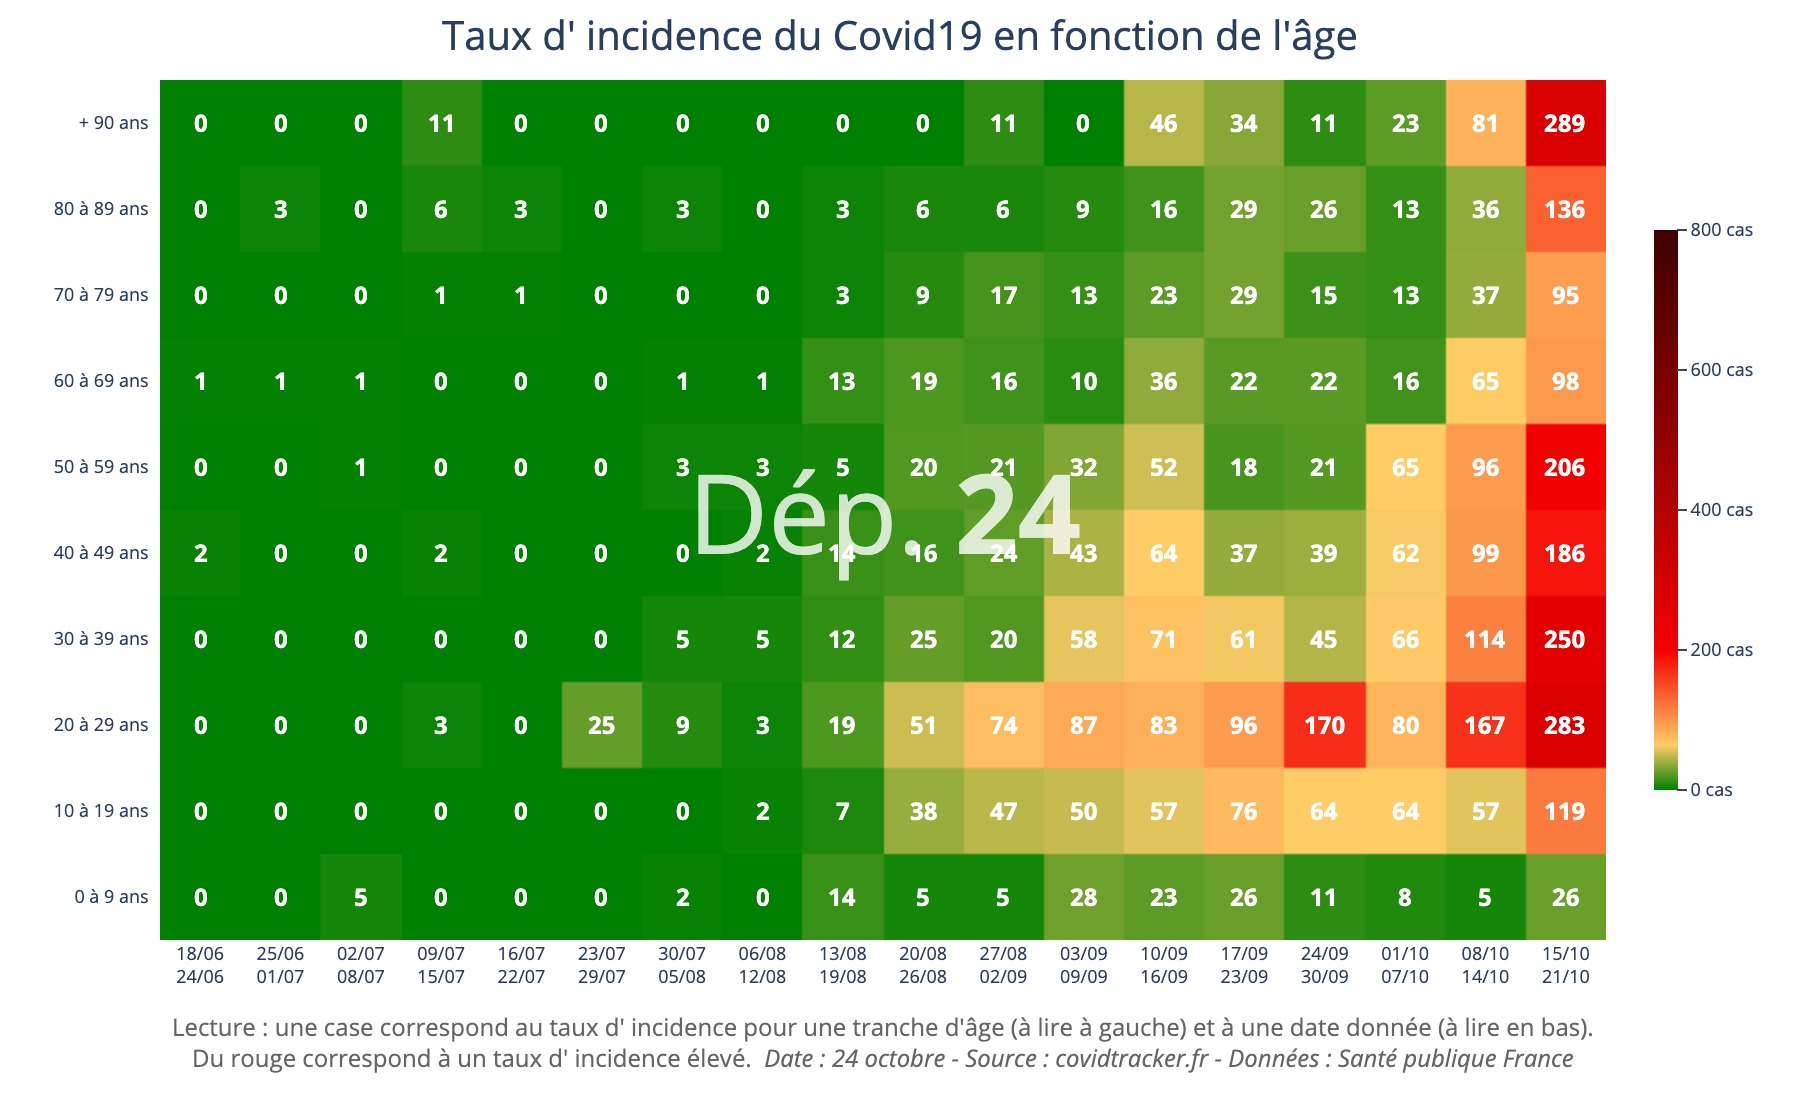 Taux d' incidence du Covid19 en fonction de l'âge
+ 90 ans 0 0 0 11 0 0 0 0 0 0 11 0 46 34 11 23 81 289
80 à 89 ans 0 3 0 6 3 0 3 0 3 6 6 9 16 29 26 13 36 136
70 à 79 ans 0 0 0 1 1 0 0 0 3 9 17 13 23 29 15 13 37 95
60 à 69 ans 1 1 1 0 0 0 1 1 13 19 16 10 36 22 22 16 65 98
50 à 59 ans 0 0 1 0 0 0 3 3 5 20 21 32 52 18 21 65 96 206
Dép. 24
40 à 49 ans 2 0 0 2 0 0 0 2 14 16 24 43 64 37 39 62 99 186
30 à 39 ans 0 0 0 0 0 0 5 5 12 25 20 58 71 61 45 66 114 250
20 à 29 ans 0 0 0 3 0 25 9 3 19 51 74 87 83 96 170 80 167 283
10 à 19 ans 0 0 0 0 0 0 0 2 7 38 47 50 57 76 64 64 57 119
0 à 9 ans 0 0 5 0 0 0 2 0 14 5 5 28 23 26 11 8 5 26
18/06 25/06 02/07 09/07 16/07 23/07 30/07 06/08 13/08 20/08 27/08 03/09 10/09 17/09 24/09 01/10 08/10 15/10
24/06 01/07 08/07 15/07 22/07 29/07 05/08 12/08 19/08 26/08 02/09 09/09 16/09 23/09 30/09 07/10 14/10 21/10
800 cas
600 cas
400 cas
200 cas
0 cas
Lecture : une case correspond au taux d' incidence pour une tranche d'âge (à lire à gauche) et à une date donnée (à lire en bas).
Du rouge correspond à un taux d' incidence élevé. Date : 24 octobre - Source : covidtracker.fr - Données : Santé publique France